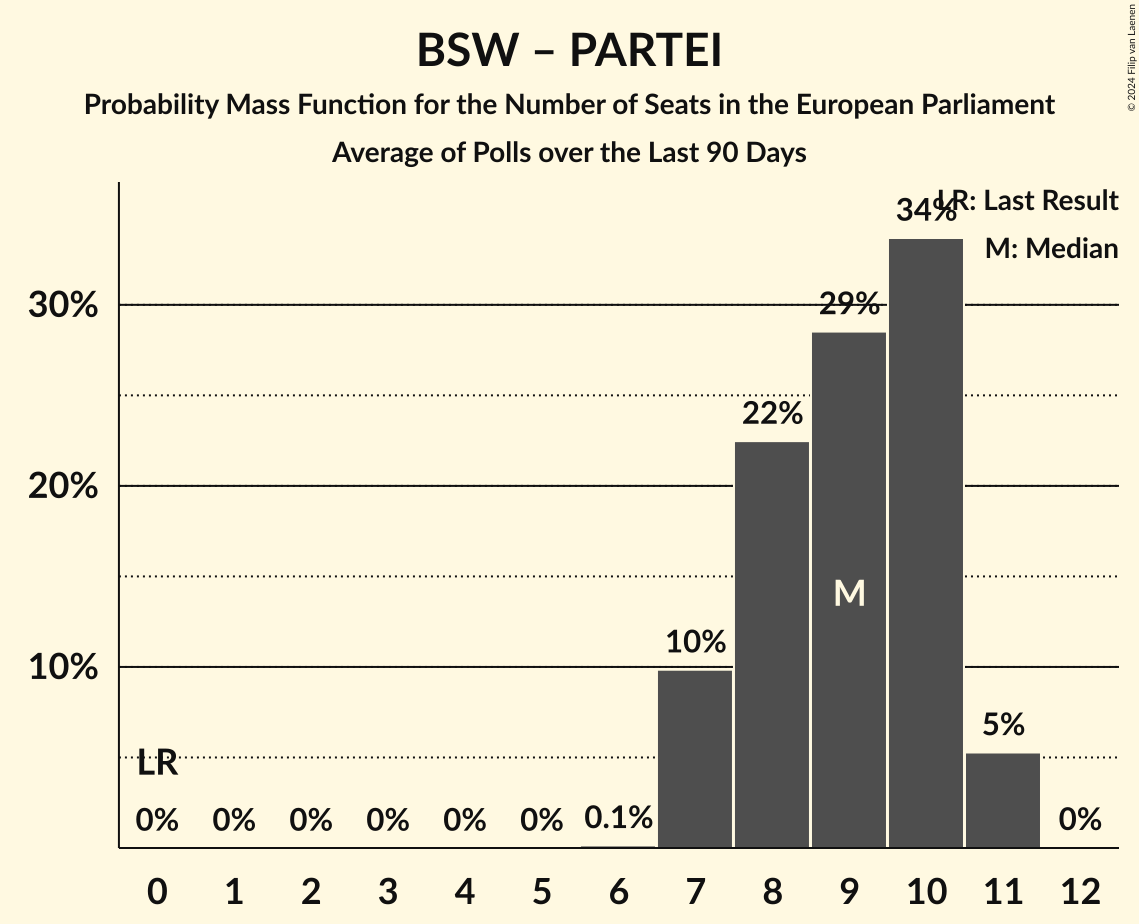 BSW – PARTEI
Probability Mass Function for the Number of Seats in the European Parliament
Average of Polls over the Last 90 Days
© 2024 Filip van Laenen
LR: Last Result
M: Median
34%
30%
29%
22%
20%
M
10%
10%
5%
LR
0% 0% 0% 0% 0% 0% 0.1% 0%
0 1 2 3 4 5 6 7 8 9 10 11 12